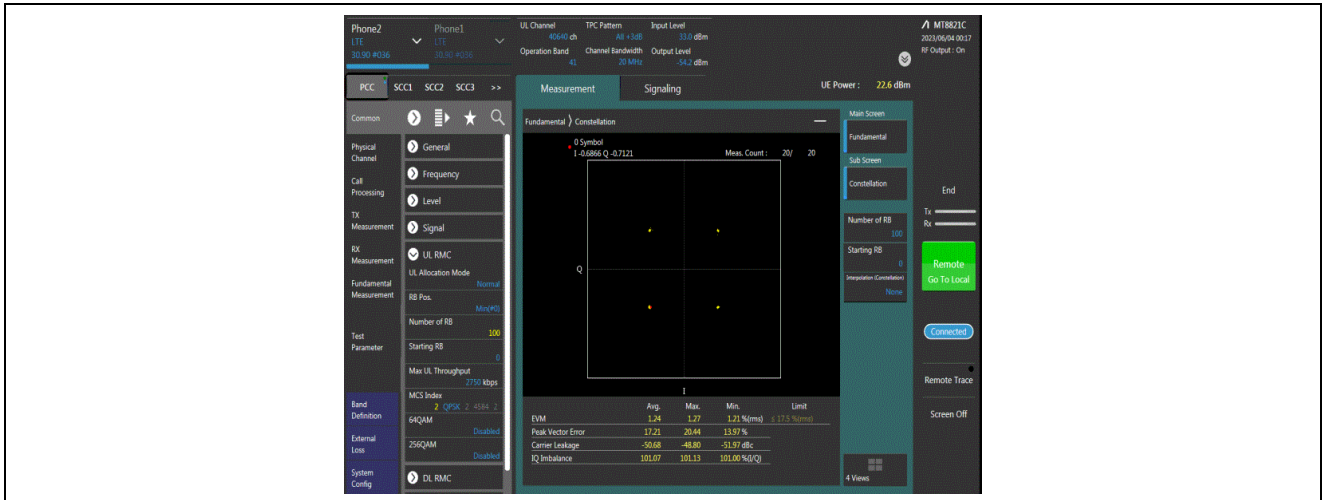 Phone2
LTE
30.90 #036
Phone1
LTE
30.90 #036
UL Channel
40640 ch
TPC Pattern
All +3dB
Input Level
33.0 dBm
Operation Band
41
Channel Bandwidth
20 MHz
Output Level
-54.2 dBm
MT8821C
2023/06/04 00:17
RF Output : On
PCC SCC1 SCC2 SCC3 >>
Measurement
Signaling
UE Power : 22.6 dBm
Common
Physical
Channel
Call
Processing
TX
Measurement
RX
Measurement
Fundamental
Measurement
Test
Parameter
Band
Definition
External
Loss
System
Config
General
Frequency
Level
Signal
UL RMC
UL Allocation Mode
Normal
RB Pos.
Min(#0)
Number of RB
100
Starting RB
0
Max UL Throughput
2750 kbps
MCS Index
2 QPSK 2 4584 2
64QAM
Disabled
256QAM
Disabled
DL RMC
Fundamental 〉 Constellation
0 Symbol
I -0.6866 Q -0.7121
Meas. Count : 20/ 20
Q
I
Avg. Max. Min. Limit
EVM 1.24 1.27 1.21 %(rms) ≤ 17.5 %(rms)
Peak Vector Error 17.21 20.44 13.97 %
Carrier Leakage -50.68 -48.80 -51.97 dBc
IQ Imbalance 101.07 101.13 101.00 %(I/Q)
Main Screen
Fundamental
Sub Screen
Constellation
Number of RB
100
Starting RB
0
Interpolation (Constellation)
None
4 Views
End
Tx
Rx
Remote
Go To Local
Connected
Remote Trace
Screen Off